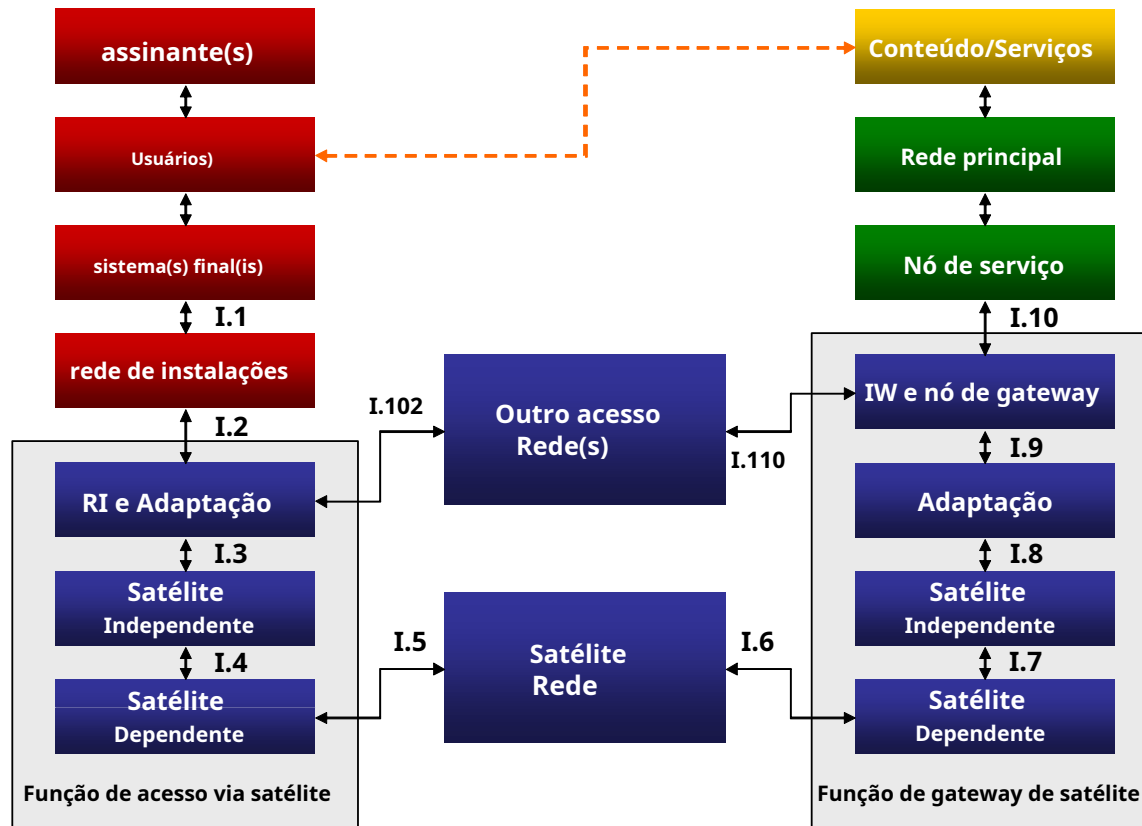 assinante(s)
Usuários)
sistema(s) final(is)
I.1
rede de instalações
I.2
RI e Adaptação
I.3
Satélite
Independente
I.4
Satélite
Dependente
Função de acesso via satélite
I.102
Outro acesso
Rede(s)
I.110
I.5
Satélite
Rede
I.6
Conteúdo/Serviços
Rede principal
Nó de serviço
I.10
IW e nó de gateway
I.9
Adaptação
I.8
Satélite
Independente
I.7
Satélite
Dependente
Função de gateway de satélite